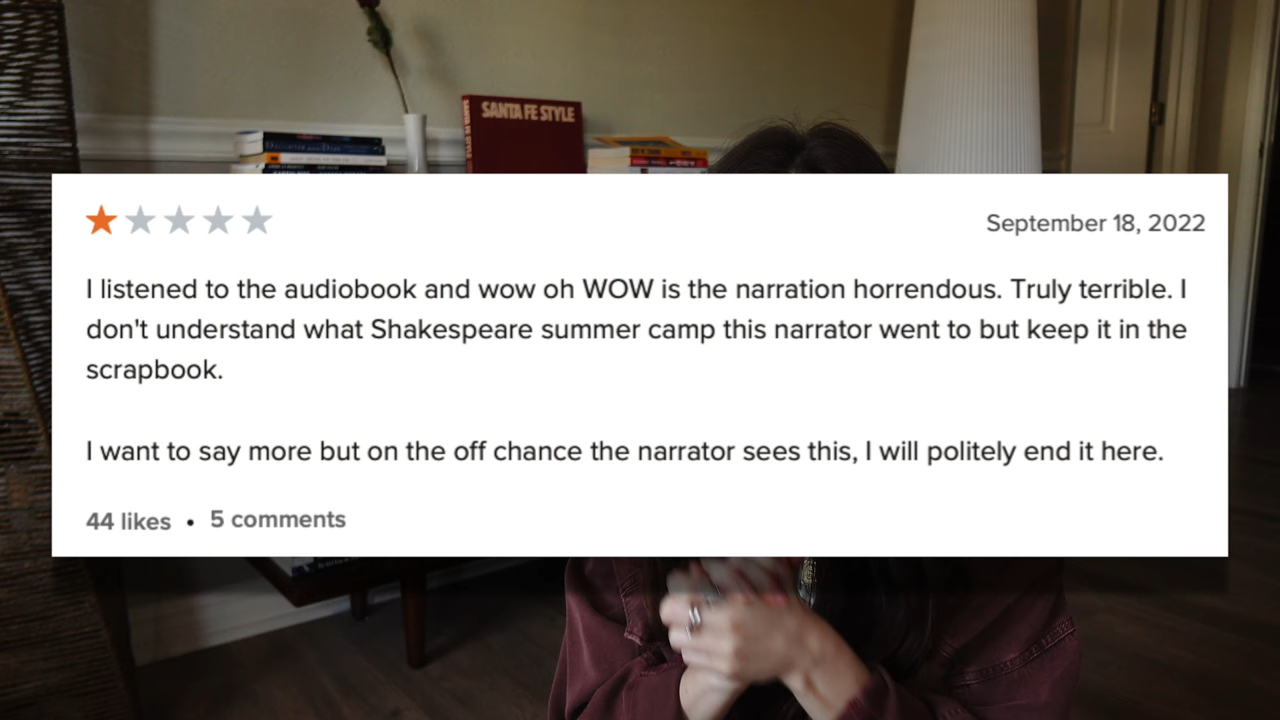 SANTA FE STYLE
September 18, 2022
I listened to the audiobook and wow oh WOW is the narration horrendous. Truly terrible. I
don't understand what Shakespeare summer camp this narrator went to but keep it in the
scrapbook.
I want to say more but on the off chance the narrator sees this, I will politely end it here.
44 likes • 5 comments